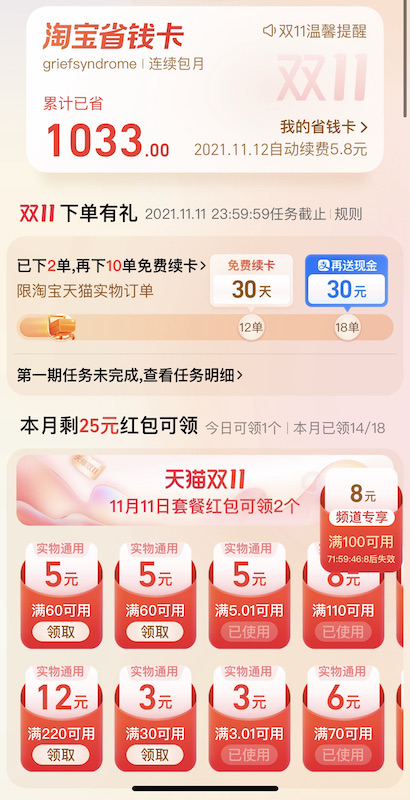 淘宝省钱卡
双11温馨提醒
griefsyndrome | 连续包月
双11
累计已省
1033.00
我的省钱卡 >
2021.11.12自动续费5.8元
双11 下单有礼 2021.11.11 23:59:59任务截止 | 规则
已下2单,再下10单免费续卡>
限淘宝天猫实物订单
免费续卡
30天
支 再送现金
30元
12单
18单
第一期任务未完成,查看任务明细>
本月剩25元红包可领 今日可领1个 | 本月已领14/18
天猫双11
11月11日套餐红包可领2个
8元
频道专享
满100可用
71:59:46:8后失效
实物通用
5元
满60可用
领取
实物通用
5元
满60可用
领取
实物通用
5元
满5.01可用
已使用
实物通用
满110可用
已使用
实物通用
12元
满220可用
领取
实物通用
3元
满30可用
领取
实物通用
3元
满3.01可用
已使用
实物通用
6元
满70可用
已使用